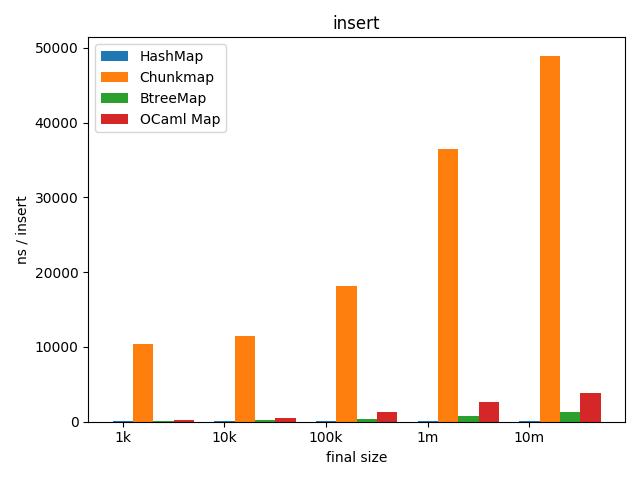 insert
HashMap
Chunkmap
BtreeMap
OCaml Map
50000
40000
30000
20000
10000
0
ns / insert
1k 10k 100k 1m 10m
final size